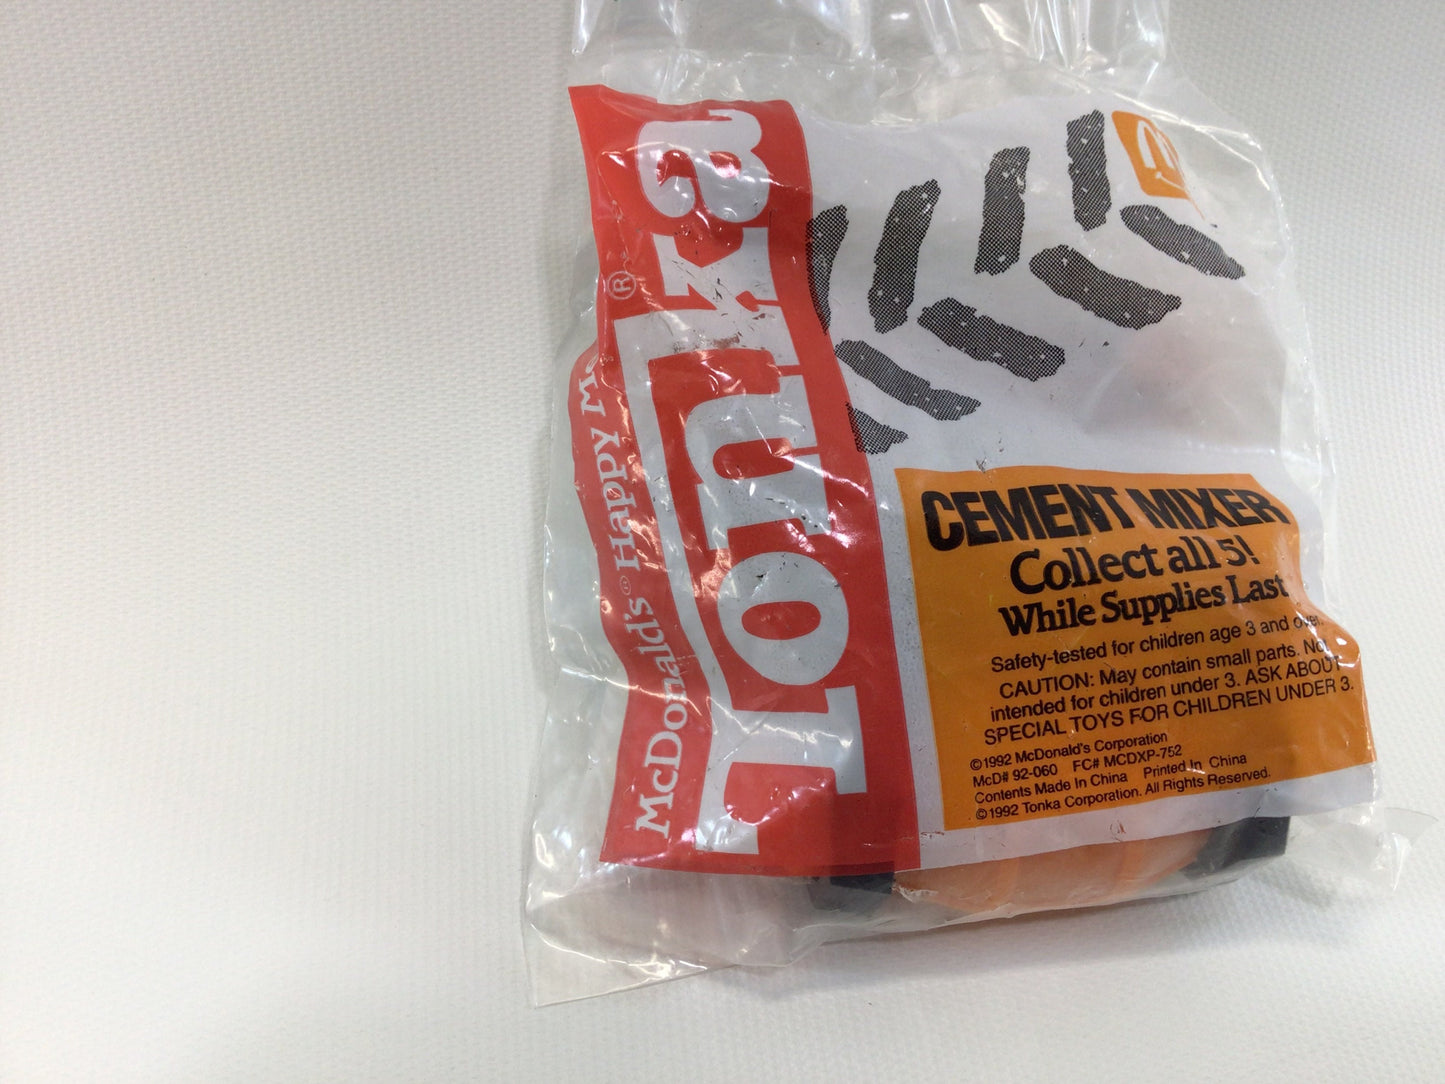 Tonka®
McDonald's® Happy
CEMENT MIXER
Collect all 5!
While Supplies Last
Safety-tested for children age 3 and over.
CAUTION: May contain small parts. Not
intended for children under 3. ASK ABOUT
SPECIAL TOYS FOR CHILDREN UNDER 3.
©1992 McDonald's Corporation
McD# 92-060 FC# MCDXP-752
Contents Made In China Printed In China
©1992 Tonka Corporation. All Rights Reserved.